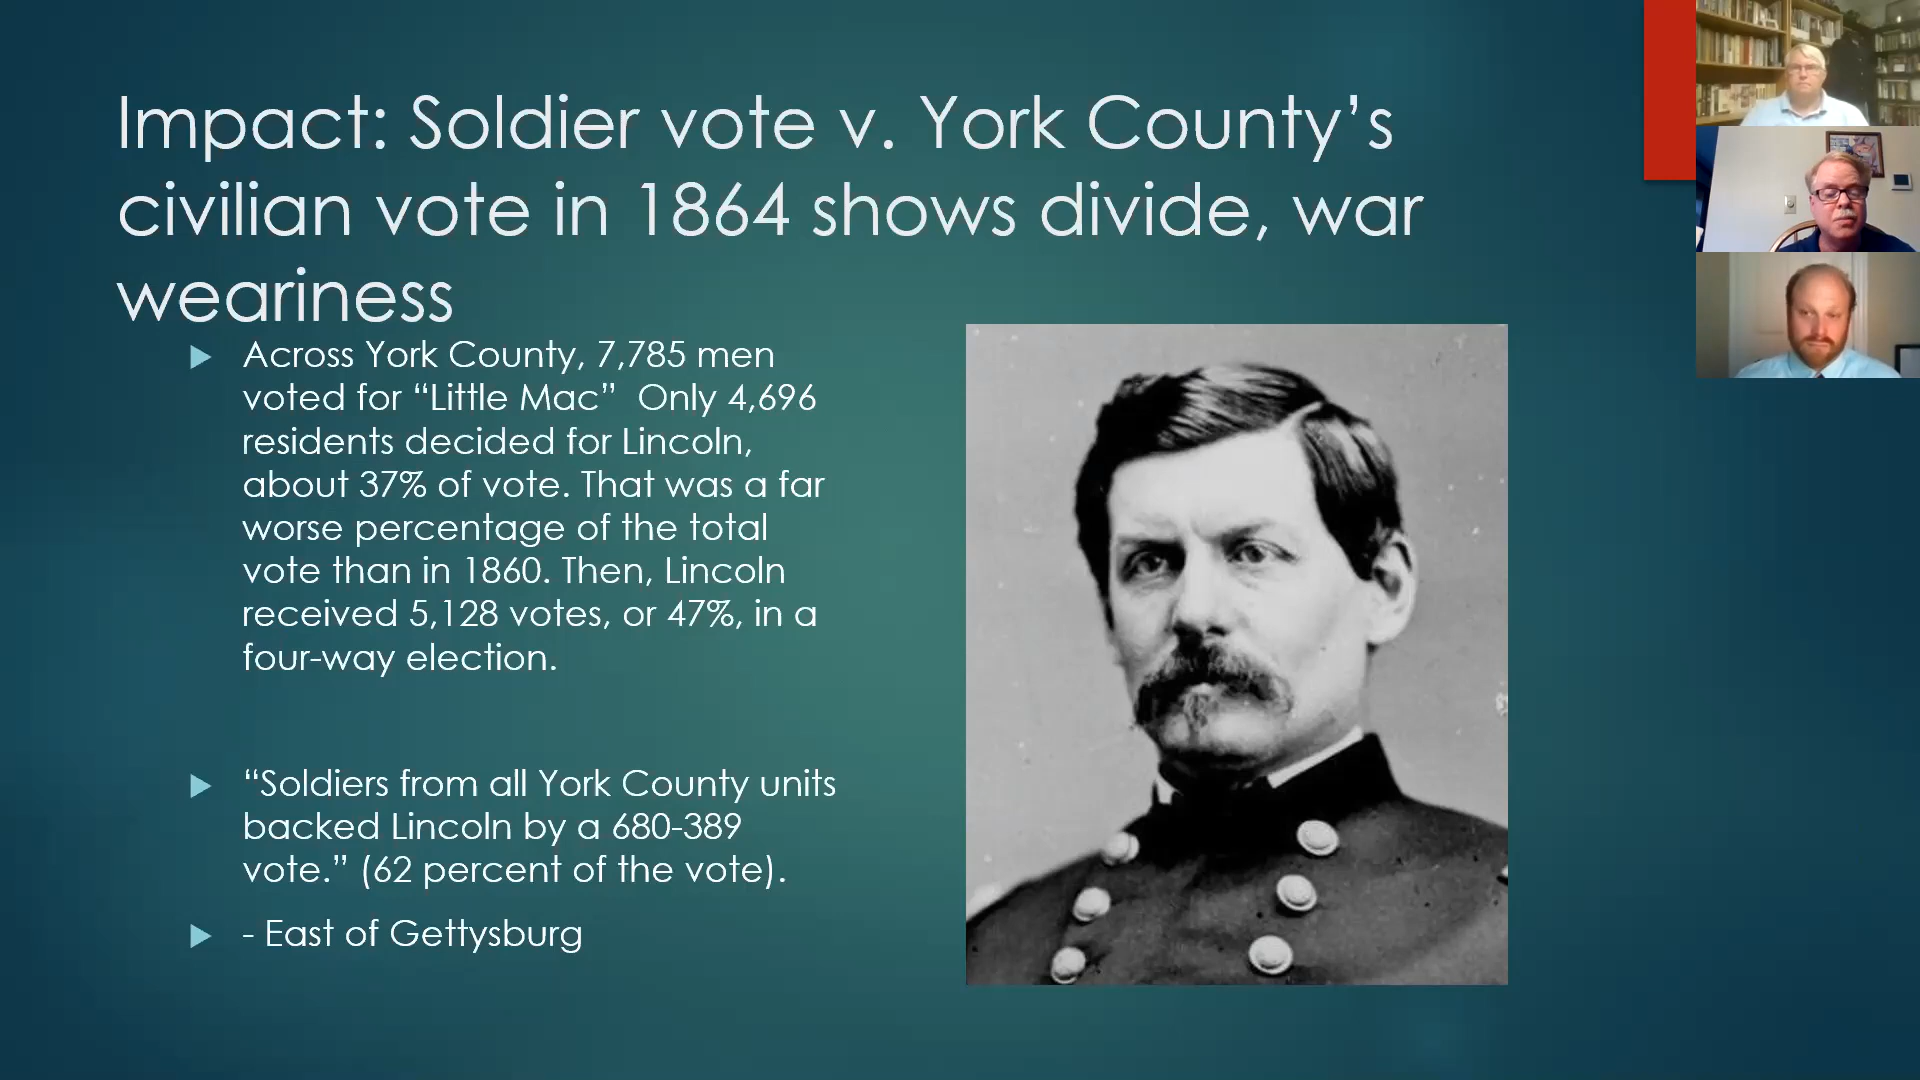 Impact: Soldier vote v. York County’s
civilian vote in 1864 shows divide, war
weariness
Across York County, 7,785 men
voted for “Little Mac”  Only 4,696
residents decided for Lincoln,
about 37% of vote. That was a far
worse percentage of the total
vote than in 1860. Then, Lincoln
received 5,128 votes, or 47%, in a
four-way election.
“Soldiers from all York County units
backed Lincoln by a 680-389
vote.” (62 percent of the vote).
- East of Gettysburg